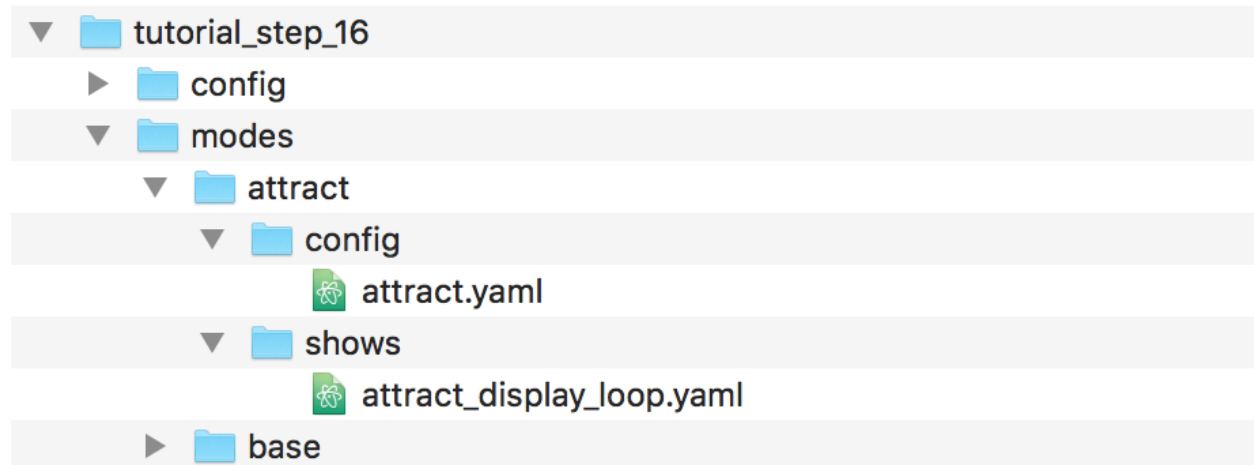 tutorial_step_16
config
modes
attract
config
attract.yaml
shows
attract_display_loop.yaml
base